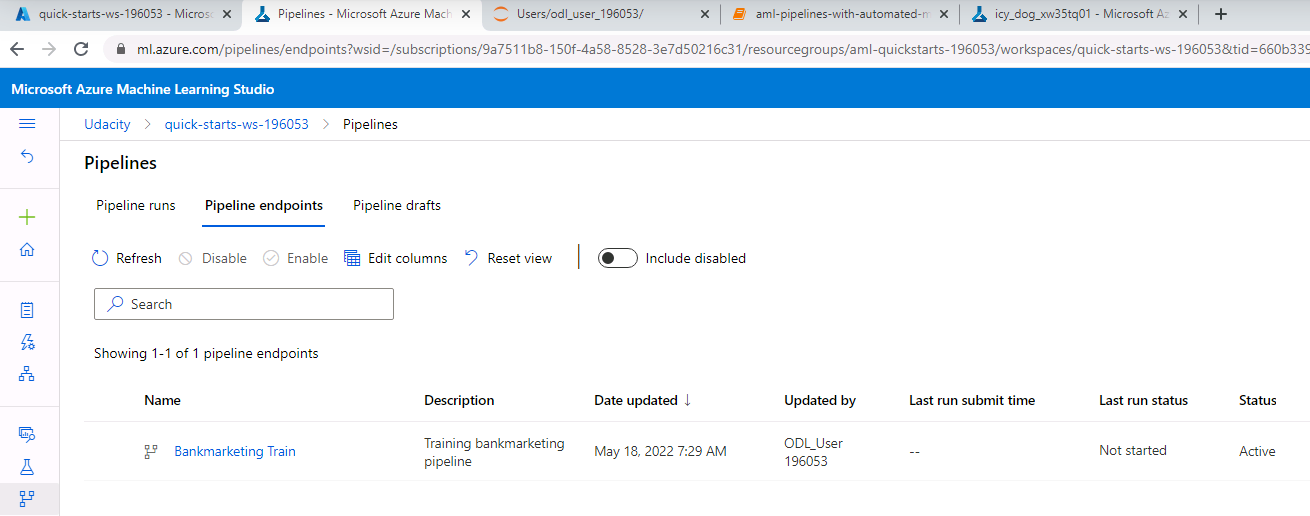 quick-starts-ws-196053 - Micros
Pipelines - Microsoft Azure Mach
Users/odl_user_196053/
aml-pipelines-with-automated-m
icy_dog_xw35tq01 - Microsoft Az
ml.azure.com/pipelines/endpoints?wsid=/subscriptions/9a7511b8-150f-4a58-8528-3e7d50216c31/resourcegroups/aml-quickstarts-196053/workspaces/quick-starts-ws-196053&tid=660b339
Microsoft Azure Machine Learning Studio
Udacity > quick-starts-ws-196053 > Pipelines
Pipelines
Pipeline runs Pipeline endpoints Pipeline drafts
Refresh Disable Enable Edit columns Reset view Include disabled
Search
Showing 1-1 of 1 pipeline endpoints
Name Description Date updated ↓ Updated by Last run submit time Last run status Status
Bankmarketing Train
Training bankmarketing
pipeline
May 18, 2022 7:29 AM
ODL_User
196053
--
Not started
Active